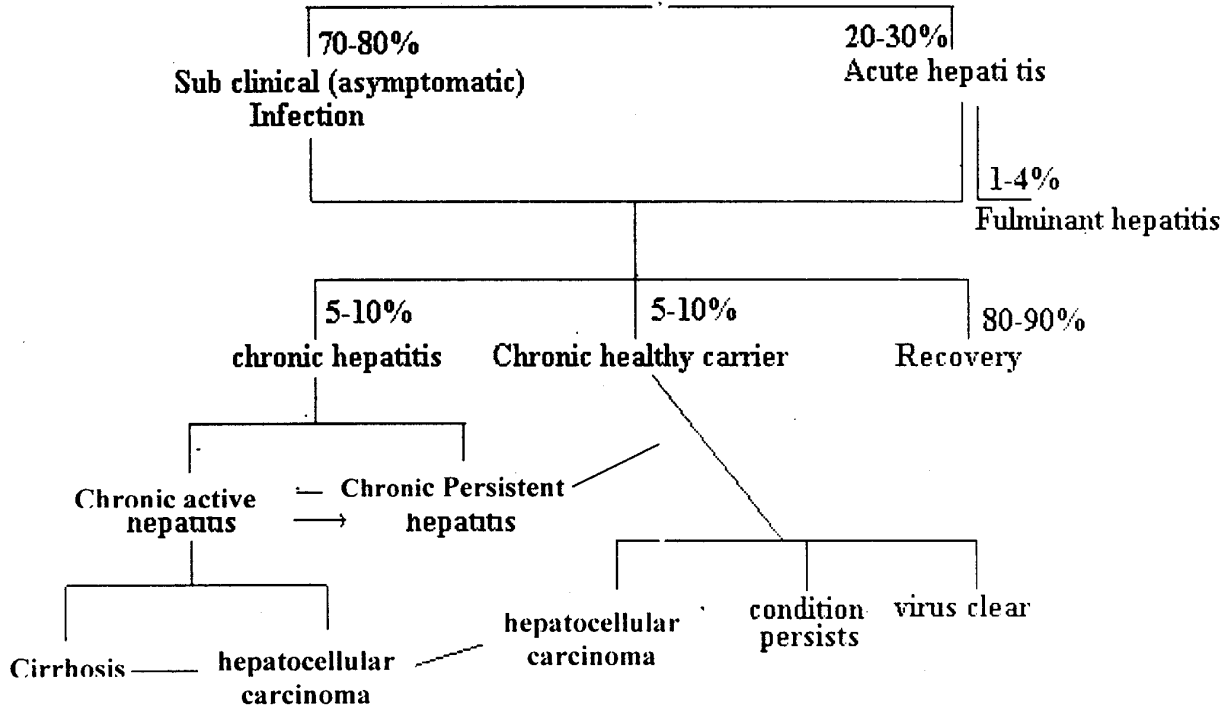 70-80%
Sub clinical (asymptomatic)
Infection
20-30%
Acute hepati tis
1-4%
Fulminant hepatitis
5-10%
chronic hepatitis
5-10%
Chronic healthy carrier
80-90%
Recovery
Chronic active
hepatitis
Chronic Persistent
hepatitis
Cirrhosis
hepatocellular
carcinoma
hepatocellular
carcinoma
condition
persists
virus clear